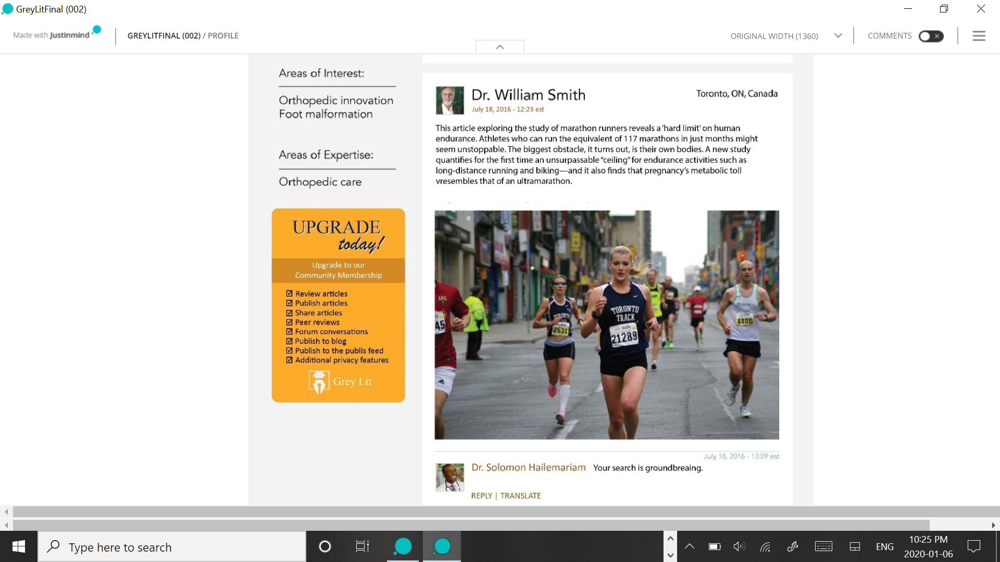 GreyLitFinal (002)
Made with Justinmind
GREYLITFINAL (002) / PROFILE
ORIGINAL WIDTH (1360)
COMMENTS
Areas of Interest:
Orthopedic innovation
Foot malformation
Areas of Expertise:
Orthopedic care
UPGRADE
today!
Upgrade to our
Community Membership
Review articles
Publish articles
Share articles
Peer reviews
Forum conversations
Publish to blog
Publish to the publis feed
Additional privacy features
Grey Lit
Dr. William Smith
Toronto, ON, Canada
July 18, 2016 - 12:23 est
This article exploring the study of marathon runners reveals a ‘hard limit’ on human
endurance. Athletes who can run the equivalent of 117 marathons in just months might
seem unstoppable. The biggest obstacle, it turns out, is their own bodies. A new study
quantifies for the first time an unsurpassable “ceiling” for endurance activities such as
long-distance running and biking—and it also finds that pregnancy’s metabolic toll
vresembles that of an ultramarathon.
45
TORONTO
2531
TORONTO
TRACK
21289
4400
July 18, 2016 - 13:09 est
Dr. Solomon Hailemariam Your search is groundbreaing.
REPLY | TRANSLATE
Type here to search
ENG
10:25 PM
2020-01-06